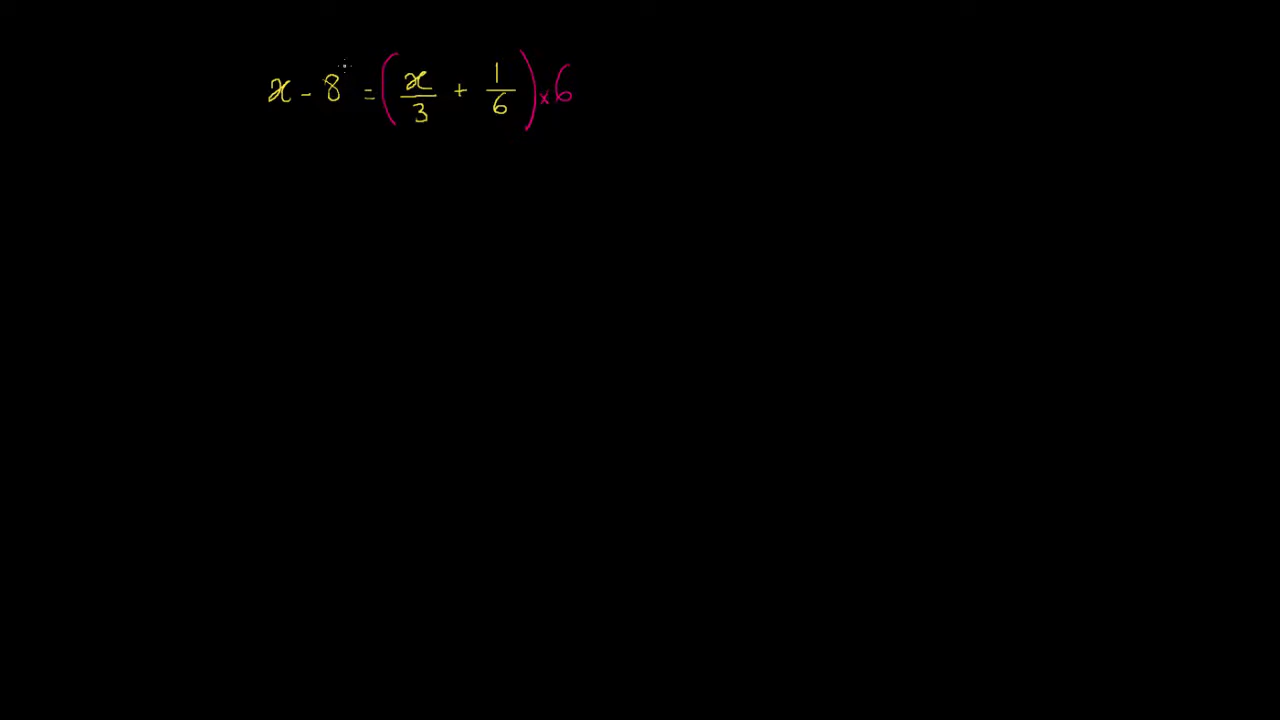 x - 8 = (x/3 + 1/6) × 6